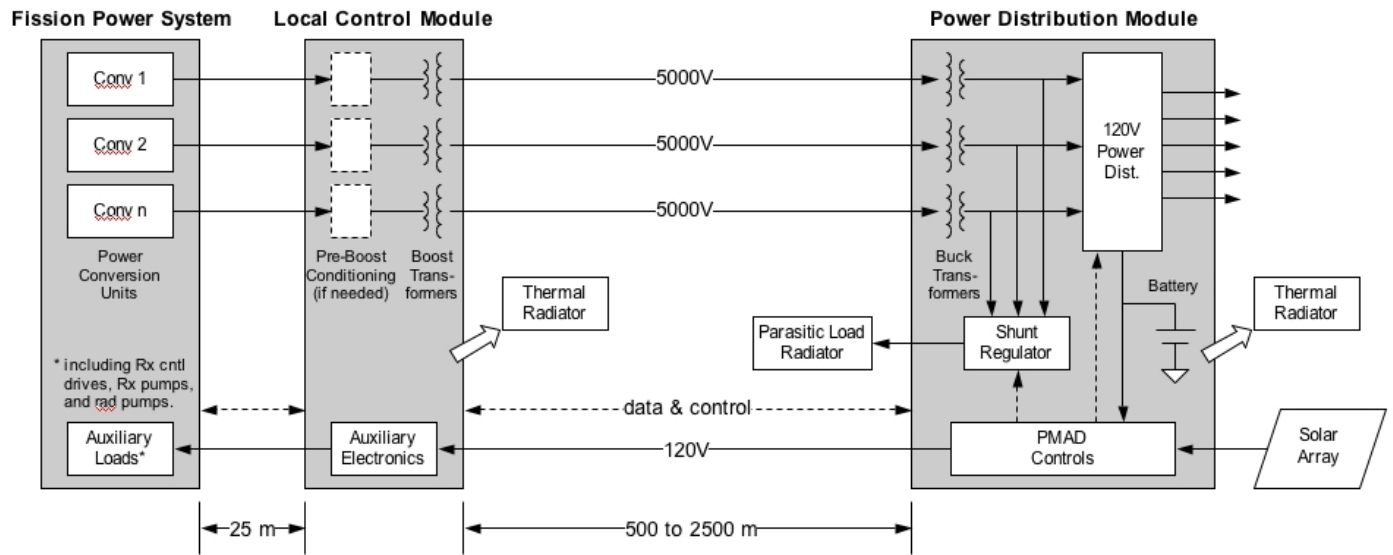 Fission Power System
Local Control Module
Power Distribution Module
Conv 1
Conv 2
Conv n
Power
Conversion
Units
Pre-Boost
Conditioning
(if needed)
Boost
Trans-
formers
5000V
5000V
5000V
Buck
Trans-
formers
120V
Power
Dist.
Battery
Thermal
Radiator
Thermal
Radiator
Parasitic Load
Radiator
Shunt
Regulator
* including Rx cntl
drives, Rx pumps,
and rad pumps.
data & control
Auxiliary
Loads*
Auxiliary
Electronics
120V
PMAD
Controls
Solar
Array
25 m
500 to 2500 m